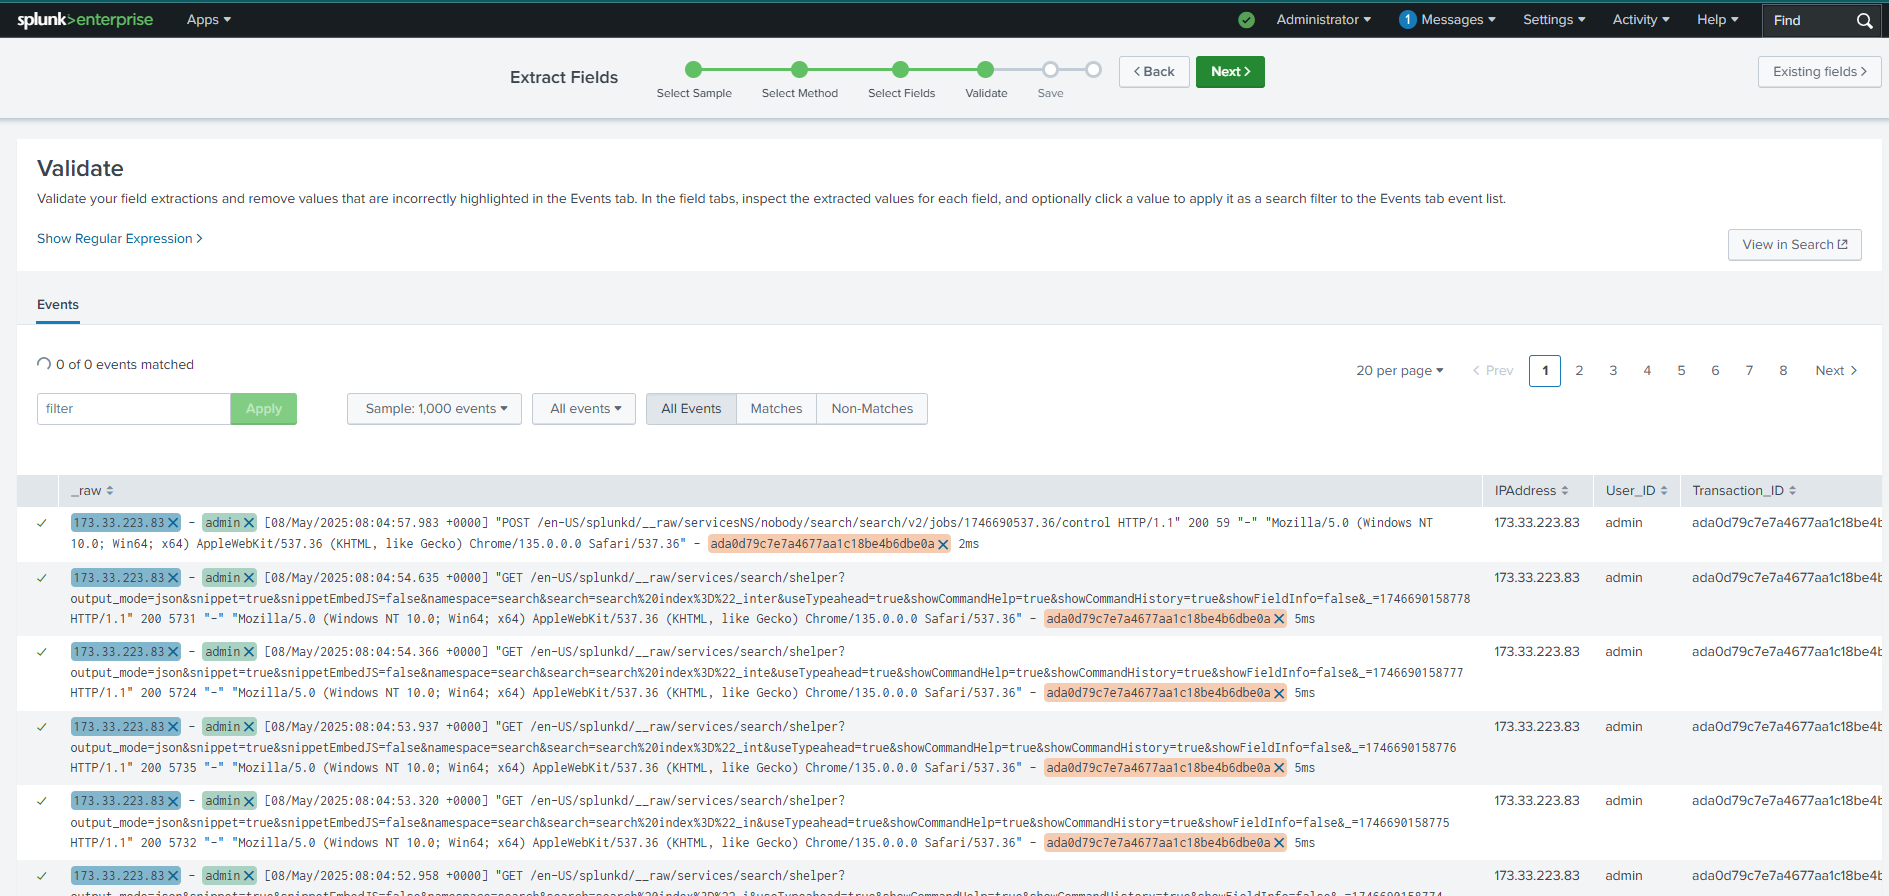 splunk>enterprise Apps Administrator 1 Messages Settings Activity Help Find
Extract Fields < Back Next > Existing fields >
Select Sample Select Method Select Fields Validate Save
Validate
Validate your field extractions and remove values that are incorrectly highlighted in the Events tab. In the field tabs, inspect the extracted values for each field, and optionally click a value to apply it as a search filter to the Events tab event list.
Show Regular Expression >
View in Search
Events
0 of 0 events matched
20 per page < Prev 1 2 3 4 5 6 7 8 Next >
filter Apply Sample: 1,000 events All events All Events Matches Non-Matches
_raw IPAddress User_ID Transaction_ID
173.33.223.83 - admin [08/May/2025:08:04:57.983 +0000] "POST /en-US/splunkd/__raw/servicesNS/nobody/search/search/v2/jobs/1746690537.36/control HTTP/1.1" 200 59 "-" "Mozilla/5.0 (Windows NT 173.33.223.83 admin ada0d79c7e7a4677aa1c18be4b
10.0; Win64; x64) AppleWebKit/537.36 (KHTML, like Gecko) Chrome/135.0.0.0 Safari/537.36" - ada0d79c7e7a4677aa1c18be4b6dbe0a 2ms
173.33.223.83 - admin [08/May/2025:08:04:54.635 +0000] "GET /en-US/splunkd/__raw/services/search/shelper? 173.33.223.83 admin ada0d79c7e7a4677aa1c18be4b
output_mode=json&snippet=true&snippetEmbedJS=false&namespace=search&search=search%20index%3D%22_inter&useTypeahead=true&showCommandHelp=true&showCommandHistory=true&showFieldInfo=false&_=1746690158778
HTTP/1.1" 200 5731 "-" "Mozilla/5.0 (Windows NT 10.0; Win64; x64) AppleWebKit/537.36 (KHTML, like Gecko) Chrome/135.0.0.0 Safari/537.36" - ada0d79c7e7a4677aa1c18be4b6dbe0a 5ms
173.33.223.83 - admin [08/May/2025:08:04:54.366 +0000] "GET /en-US/splunkd/__raw/services/search/shelper? 173.33.223.83 admin ada0d79c7e7a4677aa1c18be4b
output_mode=json&snippet=true&snippetEmbedJS=false&namespace=search&search=search%20index%3D%22_inte&useTypeahead=true&showCommandHelp=true&showCommandHistory=true&showFieldInfo=false&_=1746690158777
HTTP/1.1" 200 5724 "-" "Mozilla/5.0 (Windows NT 10.0; Win64; x64) AppleWebKit/537.36 (KHTML, like Gecko) Chrome/135.0.0.0 Safari/537.36" - ada0d79c7e7a4677aa1c18be4b6dbe0a 5ms
173.33.223.83 - admin [08/May/2025:08:04:53.937 +0000] "GET /en-US/splunkd/__raw/services/search/shelper? 173.33.223.83 admin ada0d79c7e7a4677aa1c18be4b
output_mode=json&snippet=true&snippetEmbedJS=false&namespace=search&search=search%20index%3D%22_int&useTypeahead=true&showCommandHelp=true&showCommandHistory=true&showFieldInfo=false&_=1746690158776
HTTP/1.1" 200 5735 "-" "Mozilla/5.0 (Windows NT 10.0; Win64; x64) AppleWebKit/537.36 (KHTML, like Gecko) Chrome/135.0.0.0 Safari/537.36" - ada0d79c7e7a4677aa1c18be4b6dbe0a 5ms
173.33.223.83 - admin [08/May/2025:08:04:53.320 +0000] "GET /en-US/splunkd/__raw/services/search/shelper? 173.33.223.83 admin ada0d79c7e7a4677aa1c18be4b
output_mode=json&snippet=true&snippetEmbedJS=false&namespace=search&search=search%20index%3D%22_in&useTypeahead=true&showCommandHelp=true&showCommandHistory=true&showFieldInfo=false&_=1746690158775
HTTP/1.1" 200 5732 "-" "Mozilla/5.0 (Windows NT 10.0; Win64; x64) AppleWebKit/537.36 (KHTML, like Gecko) Chrome/135.0.0.0 Safari/537.36" - ada0d79c7e7a4677aa1c18be4b6dbe0a 5ms
173.33.223.83 - admin [08/May/2025:08:04:52.958 +0000] "GET /en-US/splunkd/__raw/services/search/shelper? 173.33.223.83 admin ada0d79c7e7a4677aa1c18be4b